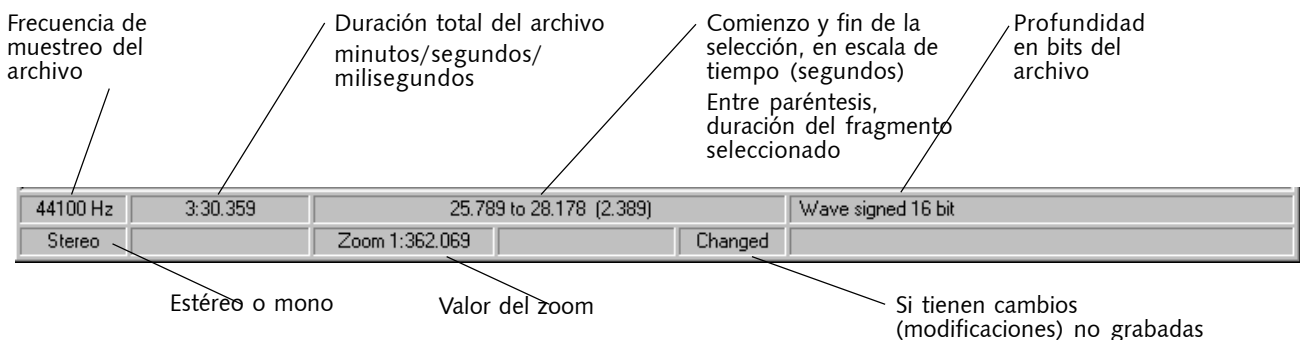 Frecuencia de
muestreo del
archivo
Duración total del archivo
minutos/segundos/
milisegundos
Comienzo y fin de la
selección, en escala de
tiempo (segundos)
Entre paréntesis,
duración del fragmento
seleccionado
Profundidad
en bits del
archivo
44100 Hz 3:30.359 25.789 to 28.178 (2.389) Wave signed 16 bit
Stereo Zoom 1:362.069 Changed
Estéreo o mono
Valor del zoom
Si tienen cambios
(modificaciones) no grabadas